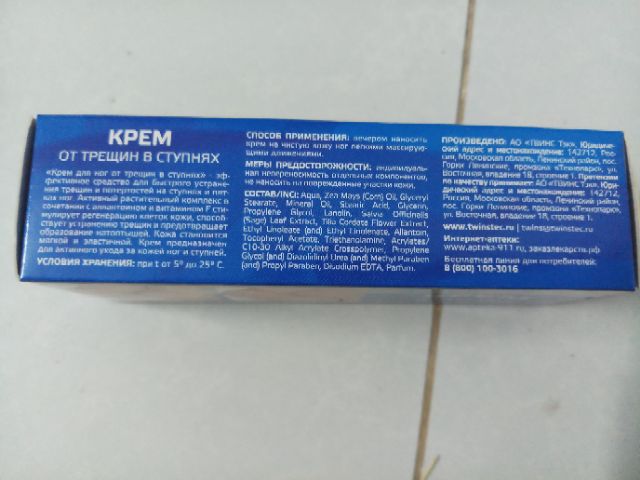 КРЕМ
ОТ ТРЕЩИН В СТУПНЯХ
«Крем для ног от трещин в ступнях» - эф-
фективное средство для быстрого устране-
ния трещин и потертостей на ступнях и пят-
ках ног. Активный растительный комплекс в
сочетании с аллантоином и витамином F сти-
мулирует регенерацию клеток кожи, способ-
ствует устранению трещин и предотвращает
образование натоптышей. Кожа становится
мягкой и эластичной. Крем предназначен
для активного ухода за кожей ног и ступней.
УСЛОВИЯ ХРАНЕНИЯ: при t от 5° до 25° С.
СПОСОБ ПРИМЕНЕНИЯ: вечером наносить
крем на чистую кожу ног легкими массирую-
щими движениями.
МЕРЫ ПРЕДОСТОРОЖНОСТИ: индивидуаль-
ная непереносимость отдельных компонентов,
не наносить на поврежденные участки кожи.
СОСТАВ/INCI: Aqua, Zea Mays (Corn) Oil, Glyceryl
Stearate, Mineral Oil, Stearic Acid, Glycerin,
Propylene Glycol, Lanolin, Salvia Officinalis
(Sage) Leaf Extract, Tilia Cordata Flower Extract,
Ethyl Linoleate (and) Ethyl Linolenate, Allantoin,
Tocopheryl Acetate, Triethanolamine, Acrylates/
C10-30 Alkyl Acrylate Crosspolymer, Propylene
Glycol (and) Diazolidinyl Urea (and) Methyl Paraben
(and) Propyl Paraben, Disodium EDTA, Parfum.
ПРОИЗВЕДЕНО: АО «ТВИНС Тэк». Юридиче-
ский адрес и местонахождение: 142712, Рос-
сия, Московская область, Ленинский район, пос.
Горки Ленинские, промзона «Технопарк», ул.
Восточная, владение 18, строение 1. Претензии
по качеству принимает: АО «ТВИНС Тэк». Юри-
дический адрес и местонахождение: 142712,
Россия, Московская область, Ленинский район,
пос. Горки Ленинские, промзона «Технопарк»,
ул. Восточная, владение 18, строение 1.
www.twinstec.ru | twins@twinstec.ru
Интернет-аптеки:
www.apteka-911.ru, заказлекарств.рф
Бесплатная линия для потребителей:
8 (800) 100-3016